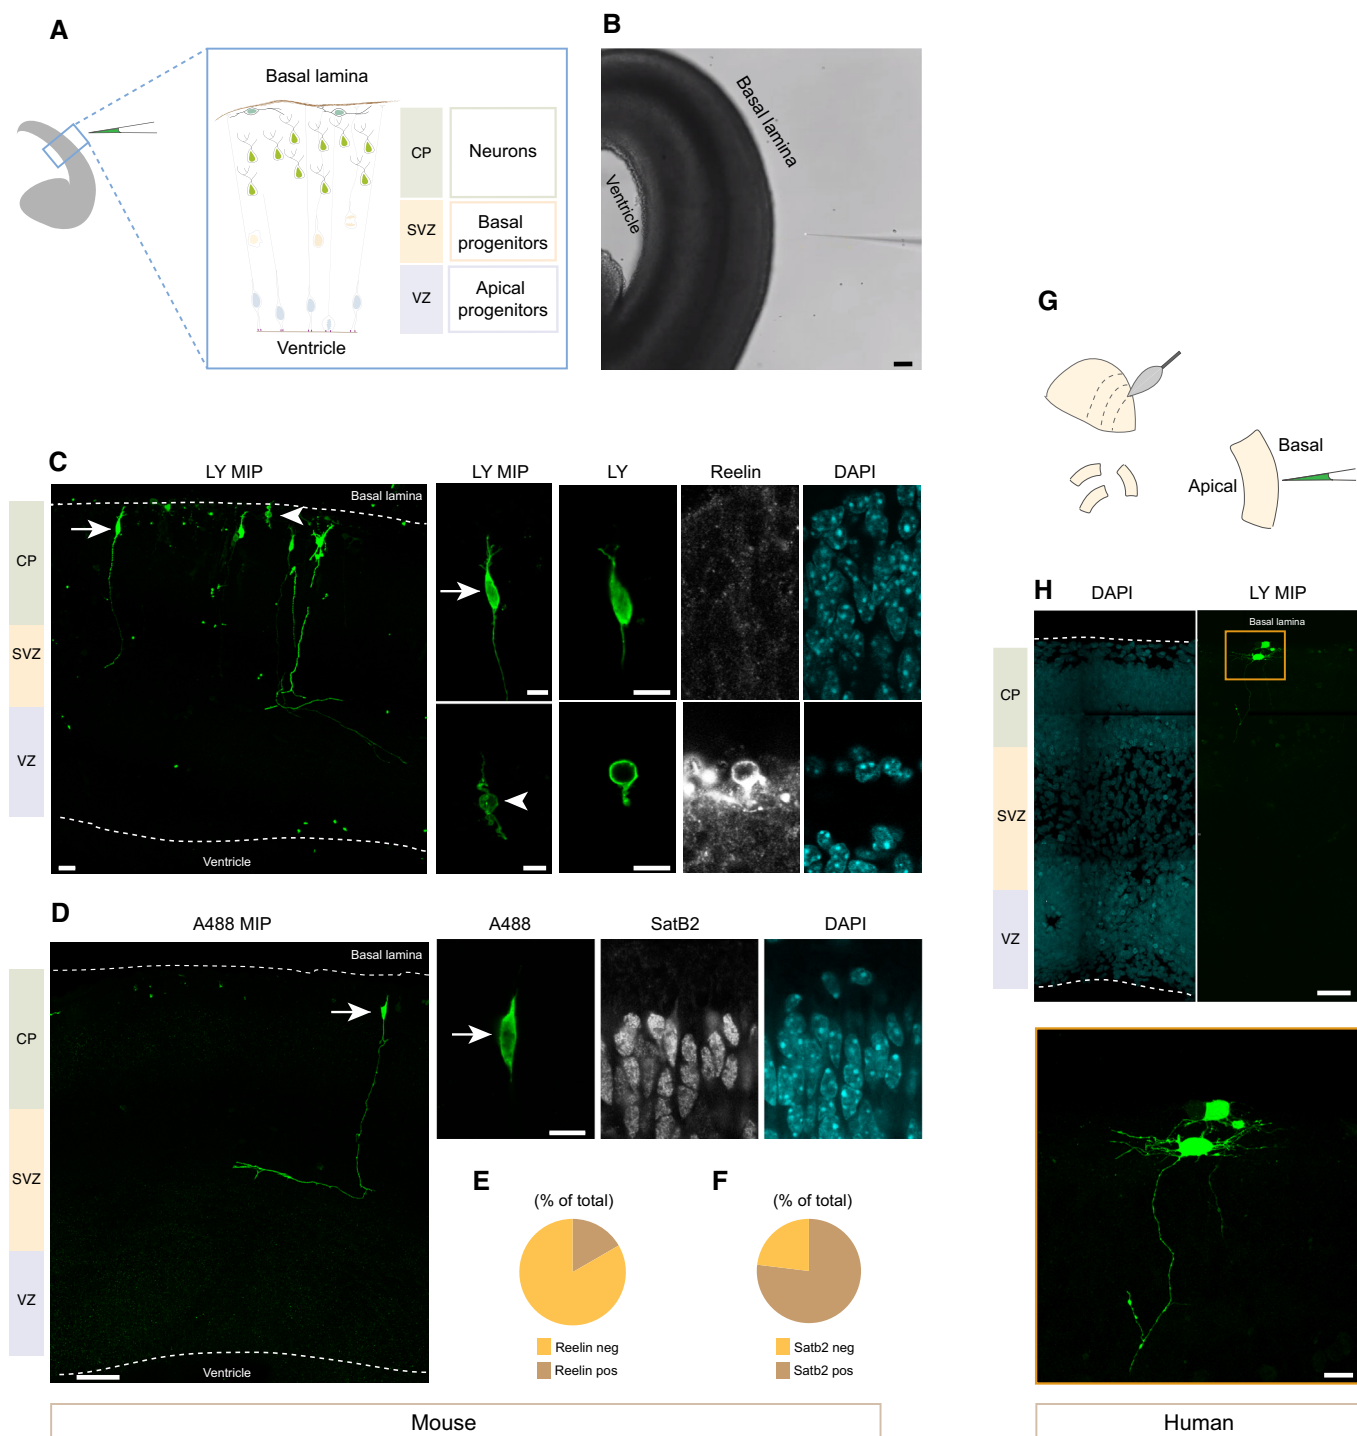 A
Basal lamina
CP
Neurons
SVZ
Basal
progenitors
VZ
Apical
progenitors
Ventricle
B
Basal lamina
Ventricle
C
LY MIP
LY MIP
LY
Reelin
DAPI
Basal lamina
CP
SVZ
VZ
Ventricle
D
A488 MIP
A488
SatB2
DAPI
Basal lamina
CP
SVZ
VZ
Ventricle
E
(% of total)
Reelin neg
Reelin pos
F
(% of total)
Satb2 neg
Satb2 pos
Mouse
G
Basal
Apical
H
DAPI
LY MIP
Basal lamina
CP
SVZ
VZ
Human